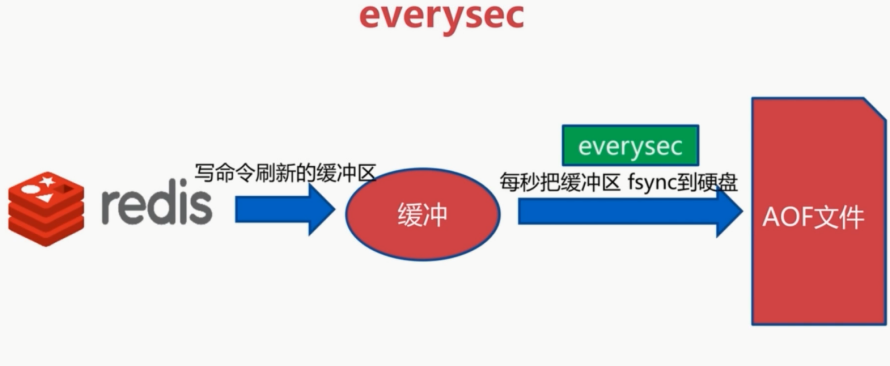 everysec
everysec
写命令刷新的缓冲区
每秒把缓冲区 fsync到硬盘
redis
缓冲
AOF文件